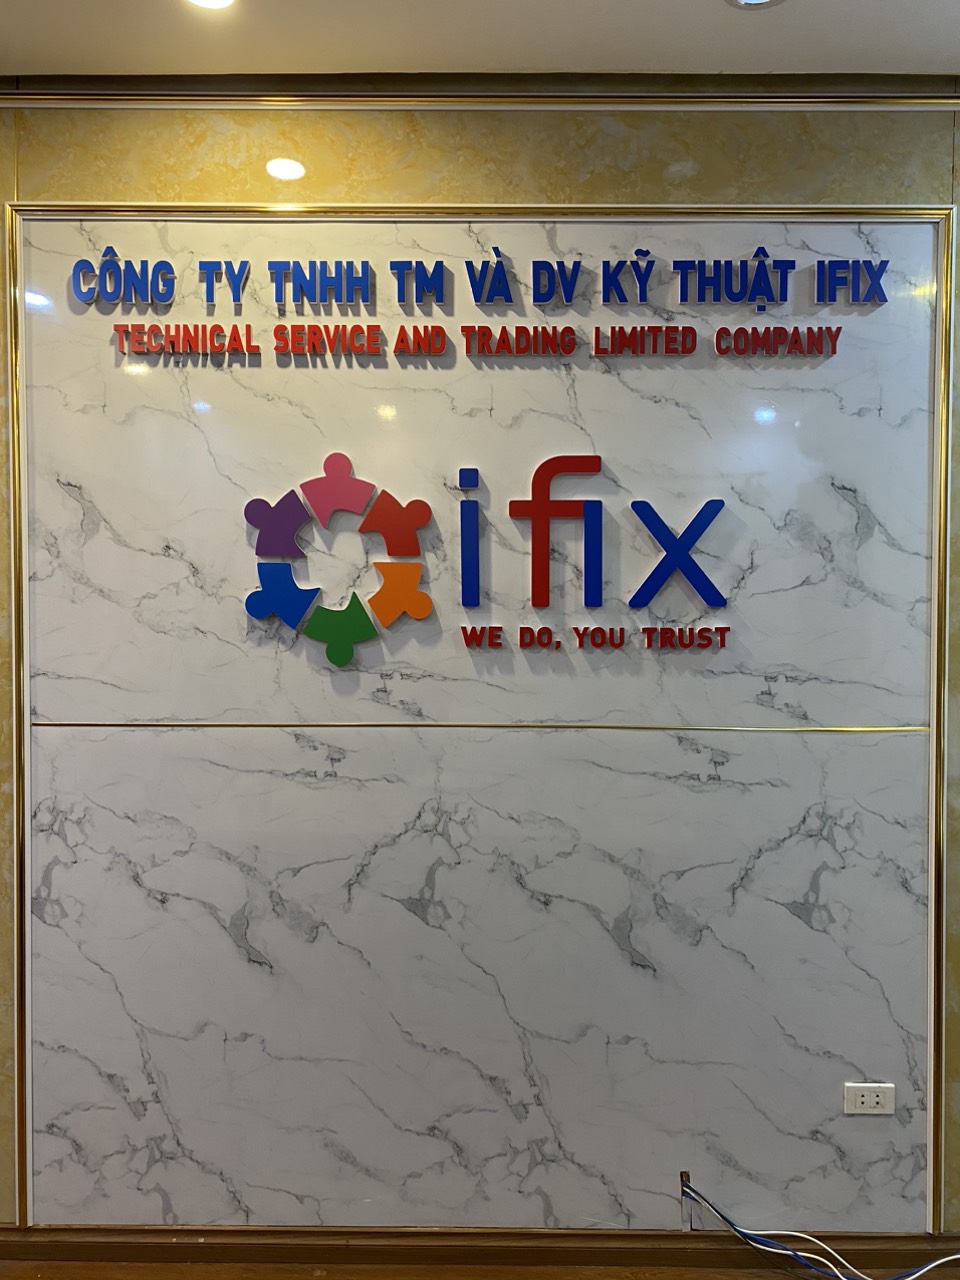 CÔNG TY TNHH TM VÀ DV KỸ THUẬT IFIX
TECHNICAL SERVICE AND TRADING LIMITED COMPANY
ifix
WE DO, YOU TRUST